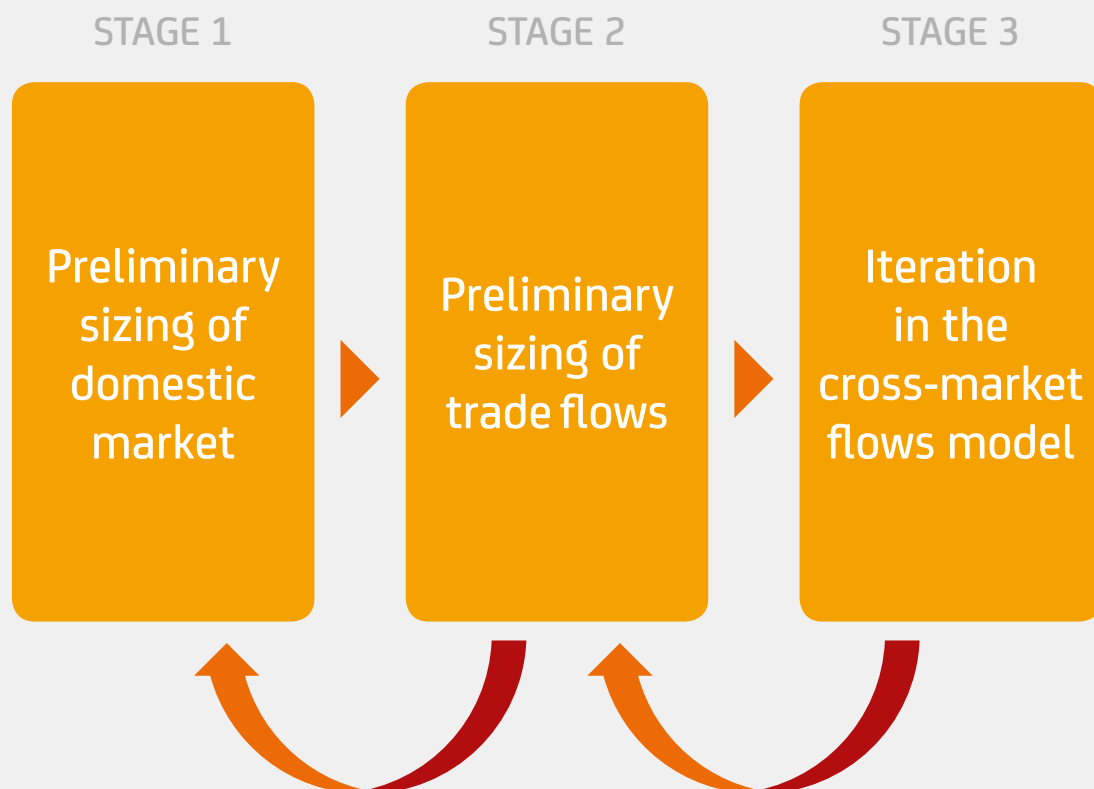 STAGE 1
Preliminary
sizing of
domestic
market
STAGE 2
Preliminary
sizing of
trade flows
STAGE 3
Iteration
in the
cross-market
flows model